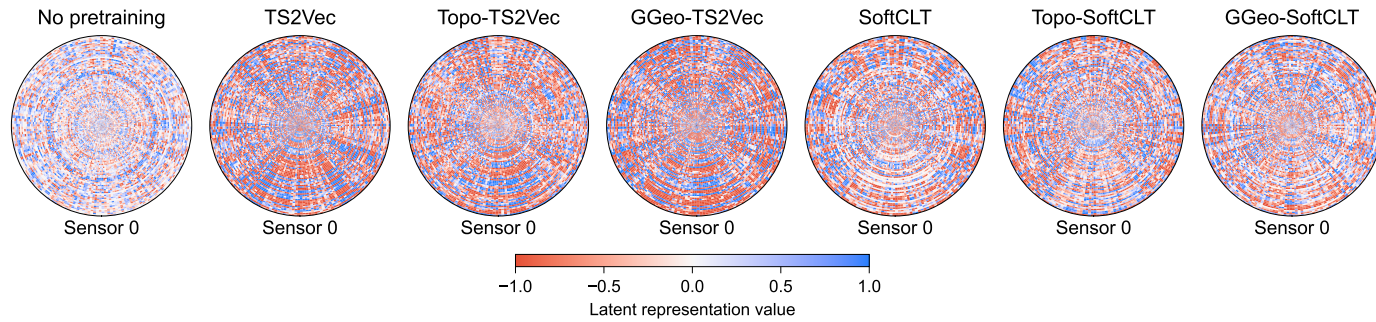 No pretraining TS2Vec Topo-TS2Vec GGeo-TS2Vec SoftCLT Topo-SoftCLT GGeo-SoftCLT
Sensor 0 Sensor 0 Sensor 0 Sensor 0 Sensor 0 Sensor 0 Sensor 0
−1.0 −0.5 0.0 0.5 1.0
Latent representation value